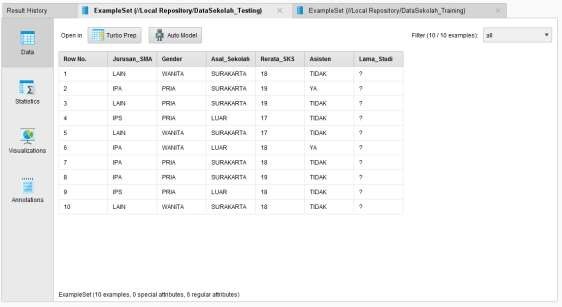 Result History
ExampleSet (//Local Repository/DataSekolah_Testing)
ExampleSet (//Local Repository/DataSekolah_Training)
Open in Turbo Prep Auto Model Filter (10 / 10 examples): all
Data
Statistics
Visualizations
Annotations
Row No. Jurusan_SMA Gender Asal_Sekolah Rerata_SKS Asisten Lama_Studi
1 LAIN WANITA SURAKARTA 18 TIDAK ?
2 IPA PRIA SURAKARTA 19 YA ?
3 LAIN PRIA SURAKARTA 19 TIDAK ?
4 IPS PRIA LUAR 17 TIDAK ?
5 LAIN WANITA SURAKARTA 17 TIDAK ?
6 IPA WANITA LUAR 18 YA ?
7 IPA PRIA SURAKARTA 18 TIDAK ?
8 IPA PRIA SURAKARTA 19 TIDAK ?
9 IPS PRIA LUAR 18 TIDAK ?
10 LAIN WANITA SURAKARTA 18 TIDAK ?
ExampleSet (10 examples, 0 special attributes, 6 regular attributes)